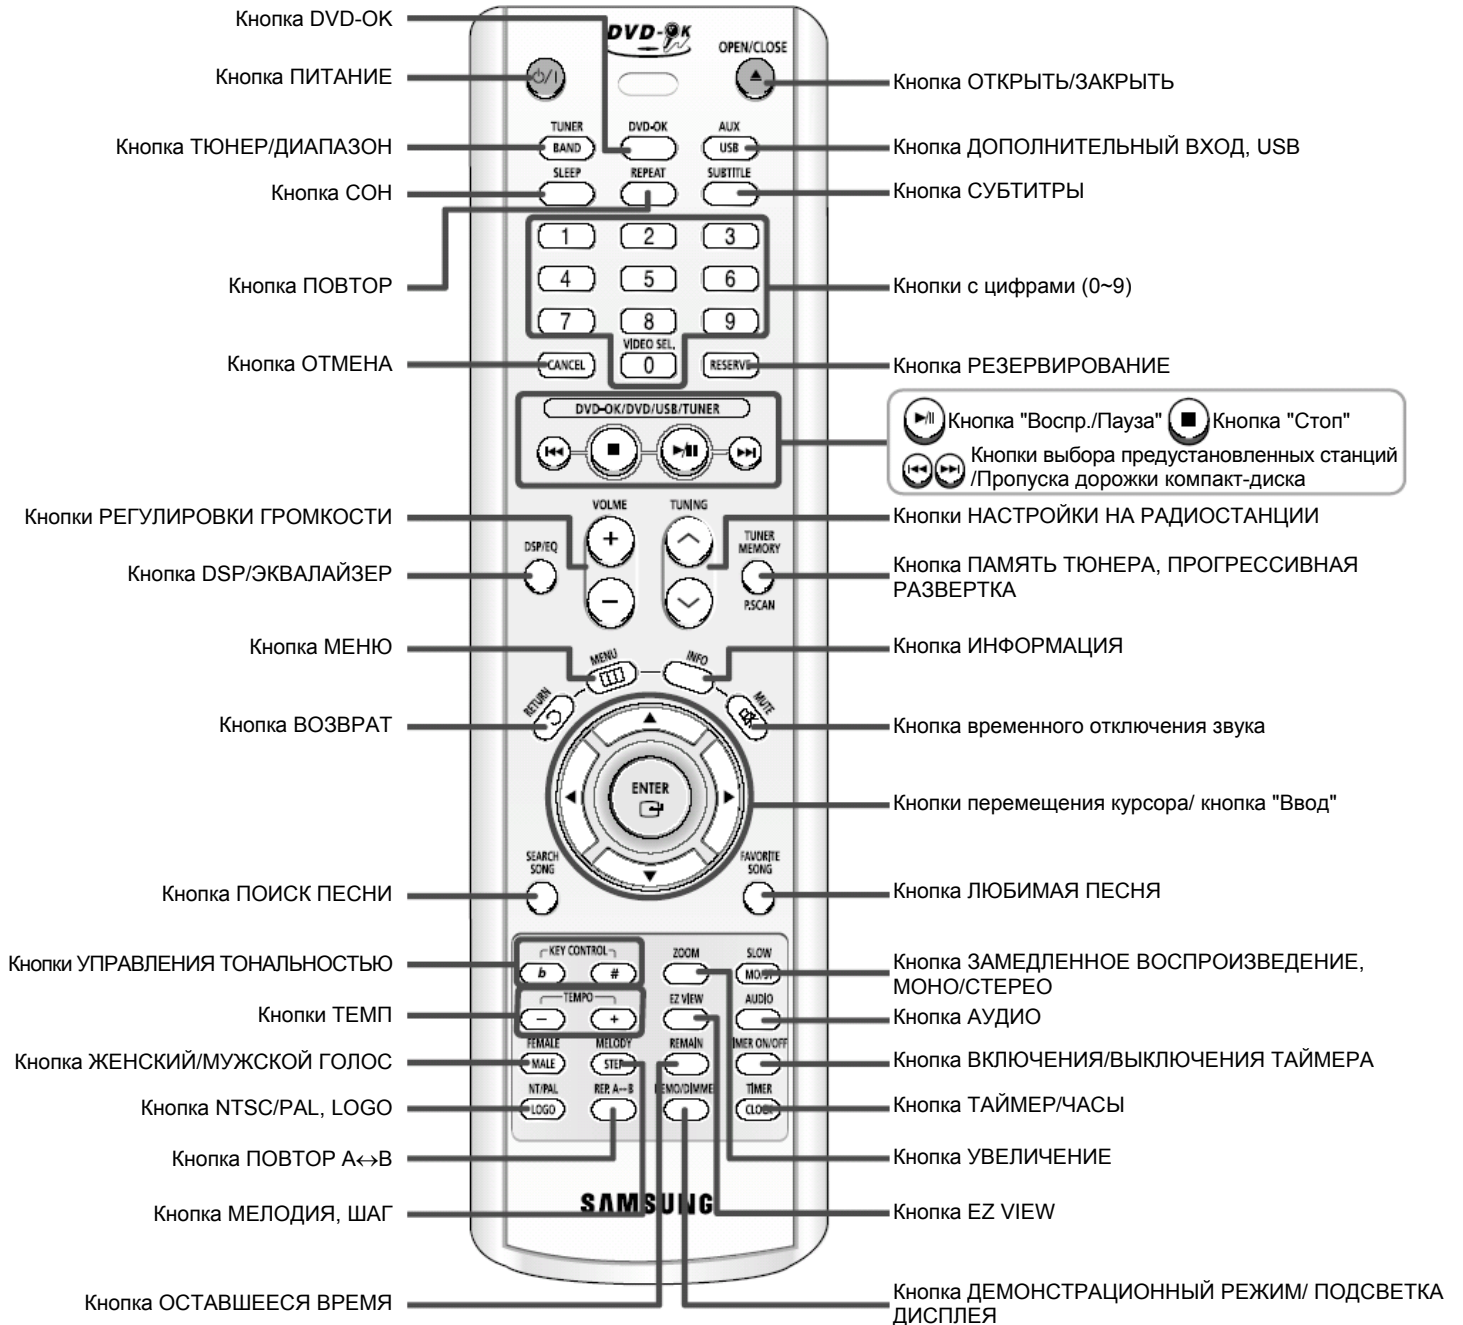 Кнопка DVD-OK
Кнопка ПИТАНИЕ
Кнопка ТЮНЕР/ДИАПАЗОН
Кнопка СОН
Кнопка ПОВТОР
Кнопка ОТМЕНА
Кнопки РЕГУЛИРОВКИ ГРОМКОСТИ
Кнопка DSP/ЭКВАЛАЙЗЕР
Кнопка МЕНЮ
Кнопка ВОЗВРАТ
Кнопка ПОИСК ПЕСНИ
Кнопки УПРАВЛЕНИЯ ТОНАЛЬНОСТЬЮ
Кнопки ТЕМП
Кнопка ЖЕНСКИЙ/МУЖСКОЙ ГОЛОС
Кнопка NTSC/PAL, LOGO
Кнопка ПОВТОР A↔B
Кнопка МЕЛОДИЯ, ШАГ
Кнопка ОСТАВШЕЕСЯ ВРЕМЯ
DVD-OK
OPEN/CLOSE
TUNER DVD-OK AUX
BAND USB
SLEEP REPEAT SUBTITLE
1 2 3
4 5 6
7 8 9
VIDEO SEL.
CANCEL 0 RESERVE
DVD-OK/DVD/USB/TUNER
VOLME TUNING
DSP/EQ
+
−
TUNER
MEMORY
P.SCAN
MENU INFO
RETURN MUTE
ENTER
SEARCH
SONG
FAVORITE
SONG
KEY CONTROL ZOOM SLOW
b # MO/ST
TEMPO EZ VIEW AUDIO
− +
FEMALE MELODY REMAIN TIMER ON/OFF
MALE STEP
NT/PAL REP. A↔B DEMO/DIMMER TIMER
LOGO CLOCK
SAMSUNG
Кнопка ОТКРЫТЬ/ЗАКРЫТЬ
Кнопка ДОПОЛНИТЕЛЬНЫЙ ВХОД, USB
Кнопка СУБТИТРЫ
Кнопки с цифрами (0~9)
Кнопка РЕЗЕРВИРОВАНИЕ
Кнопка "Воспр./Пауза" Кнопка "Стоп"
Кнопки выбора предустановленных станций
/Пропуска дорожки компакт-диска
Кнопки НАСТРОЙКИ НА РАДИОСТАНЦИИ
Кнопка ПАМЯТЬ ТЮНЕРА, ПРОГРЕССИВНАЯ
РАЗВЕРТКА
Кнопка ИНФОРМАЦИЯ
Кнопка временного отключения звука
Кнопки перемещения курсора/ кнопка "Ввод"
Кнопка ЛЮБИМАЯ ПЕСНЯ
Кнопка ЗАМЕДЛЕННОЕ ВОСПРОИЗВЕДЕНИЕ,
МОНО/СТЕРЕО
Кнопка АУДИО
Кнопка ВКЛЮЧЕНИЯ/ВЫКЛЮЧЕНИЯ ТАЙМЕРА
Кнопка ТАЙМЕР/ЧАСЫ
Кнопка УВЕЛИЧЕНИЕ
Кнопка EZ VIEW
Кнопка ДЕМОНСТРАЦИОННЫЙ РЕЖИМ/ ПОДСВЕТКА
ДИСПЛЕЯ